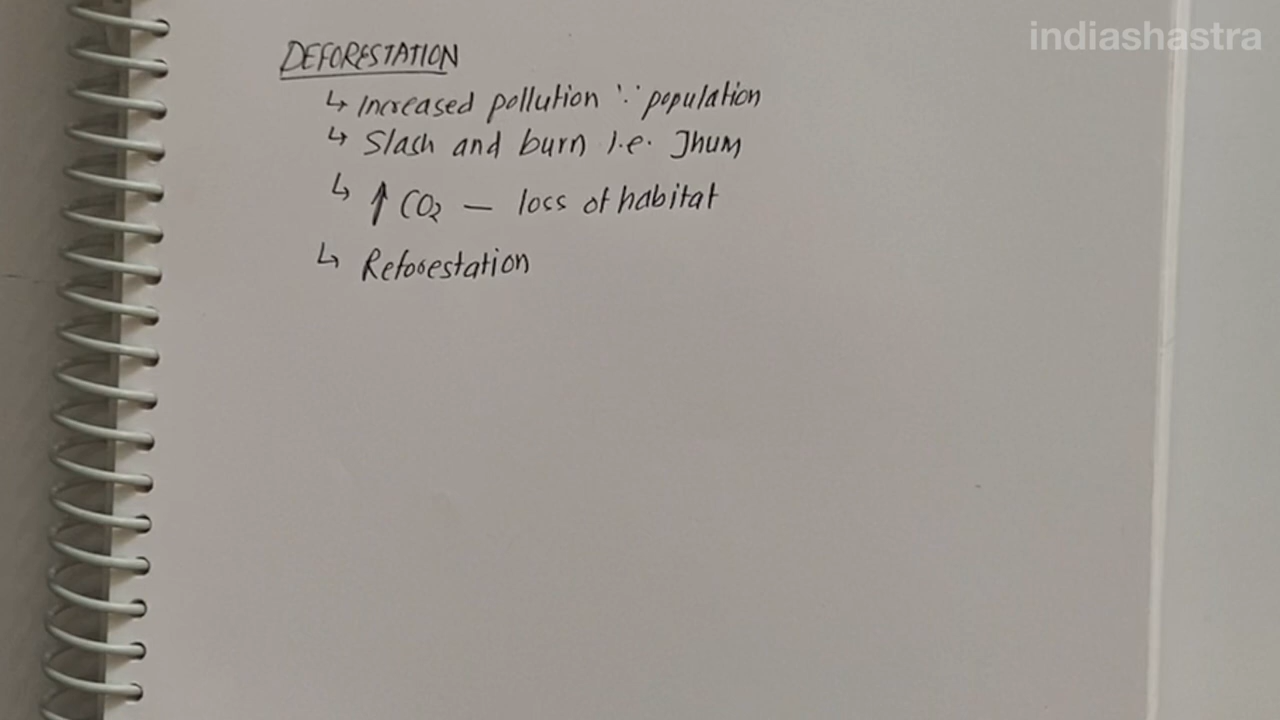 indiashastra
DEFORESTATION
↳ Increased pollution ∵ population
↳ Slash and burn i.e. Jhum
↳ ↑ CO₂ — loss of habitat
↳ Reforestation